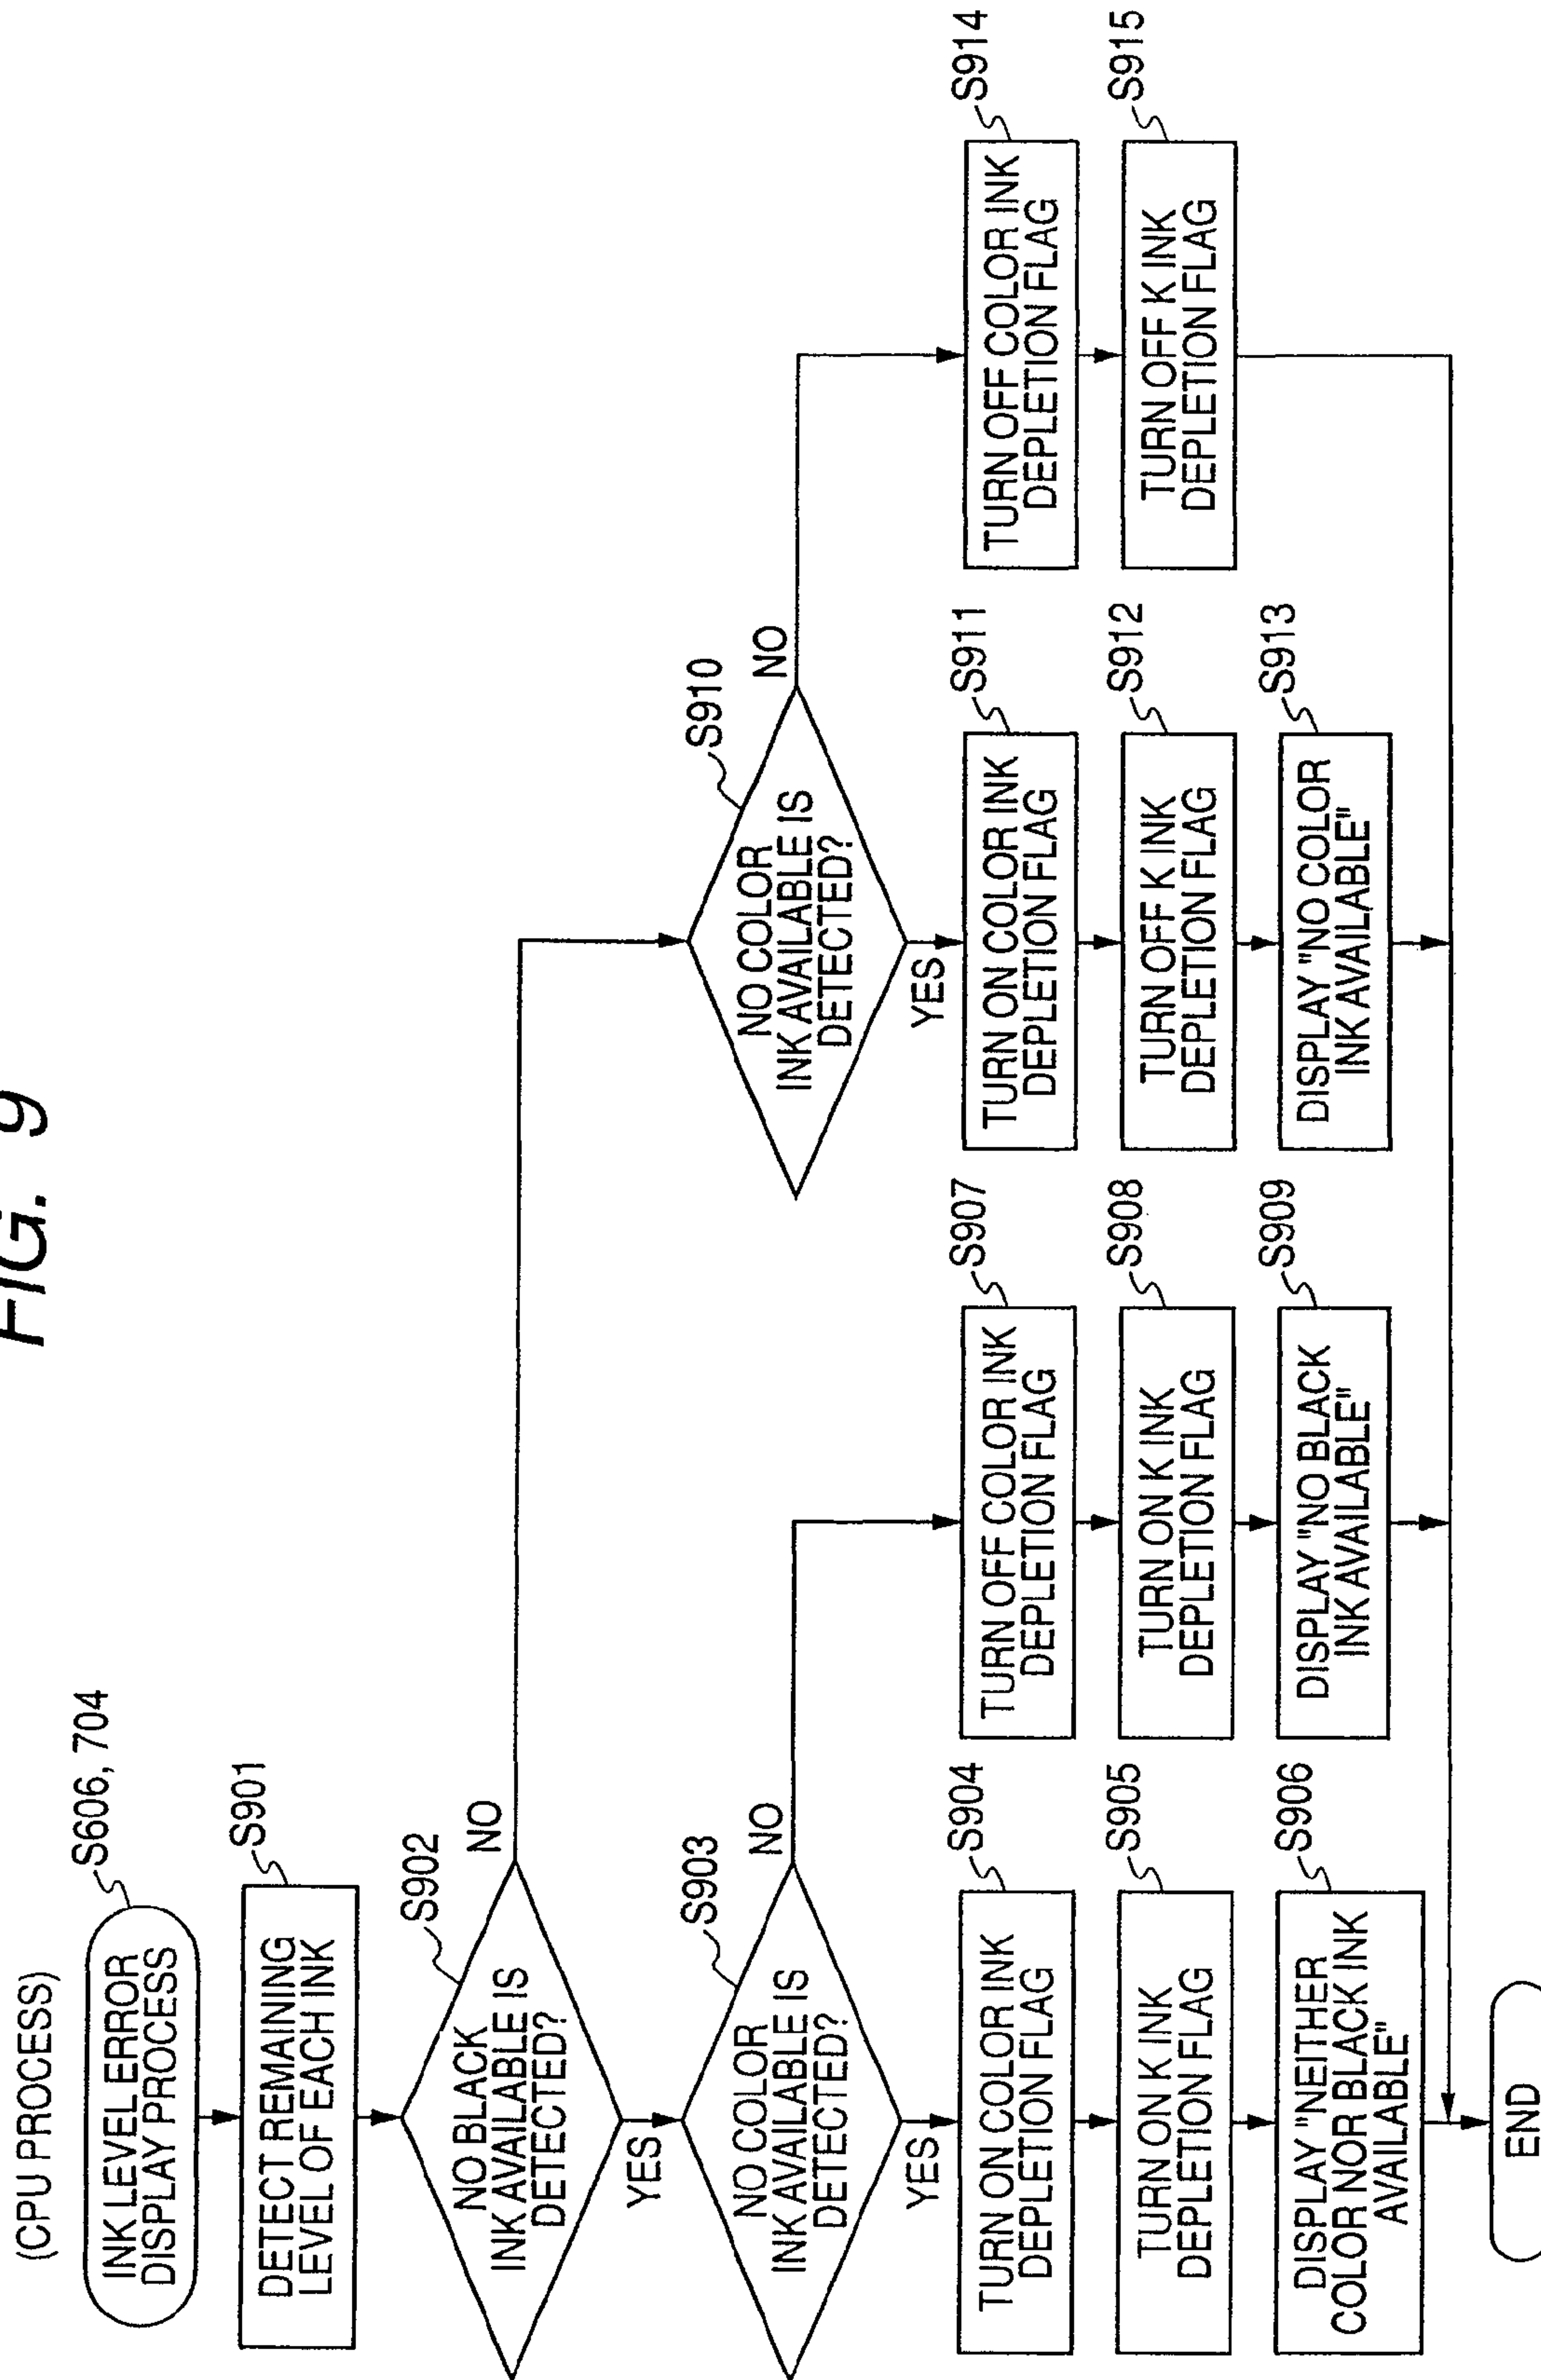 FIG. 9
(CPU PROCESS)
INK LEVEL ERROR
DISPLAY PROCESS
S606, 704
DETECT REMAINING
LEVEL OF EACH INK
S901
NO BLACK
INK AVAILABLE IS
DETECTED?
S902
NO
YES
NO COLOR
INK AVAILABLE IS
DETECTED?
S903
NO
YES
TURN ON COLOR INK
DEPLETION FLAG
S904
TURN ON K INK
DEPLETION FLAG
S905
DISPLAY "NEITHER
COLOR NOR BLACK INK
AVAILABLE"
S906
TURN OFF COLOR INK
DEPLETION FLAG
S907
TURN ON K INK
DEPLETION FLAG
S908
DISPLAY "NO BLACK
INK AVAILABLE"
S909
NO COLOR
INK AVAILABLE IS
DETECTED?
S910
NO
YES
TURN ON COLOR INK
DEPLETION FLAG
S911
TURN OFF K INK
DEPLETION FLAG
S912
DISPLAY "NO COLOR
INK AVAILABLE"
S913
TURN OFF COLOR INK
DEPLETION FLAG
S914
TURN OFF K INK
DEPLETION FLAG
S915
END